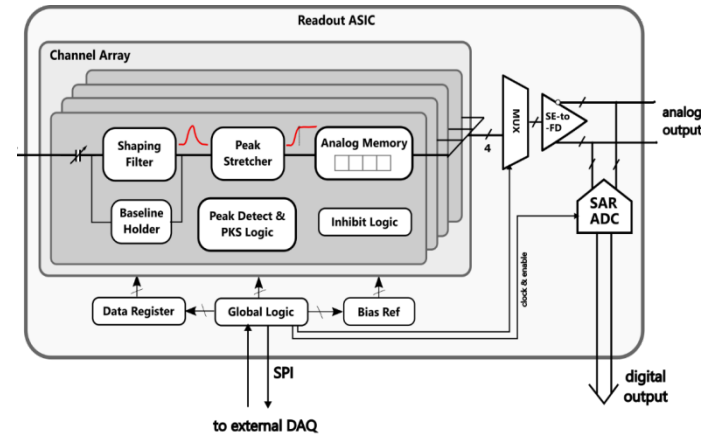 Readout ASIC
Channel Array
Shaping
Filter
Peak
Stretcher
Analog Memory
Baseline
Holder
Peak Detect &
PKS Logic
Inhibit Logic
4
MUX
SE-to
-FD
analog
output
SAR
ADC
clock & enable
Data Register
Global Logic
Bias Ref
SPI
to external DAQ
digital
output